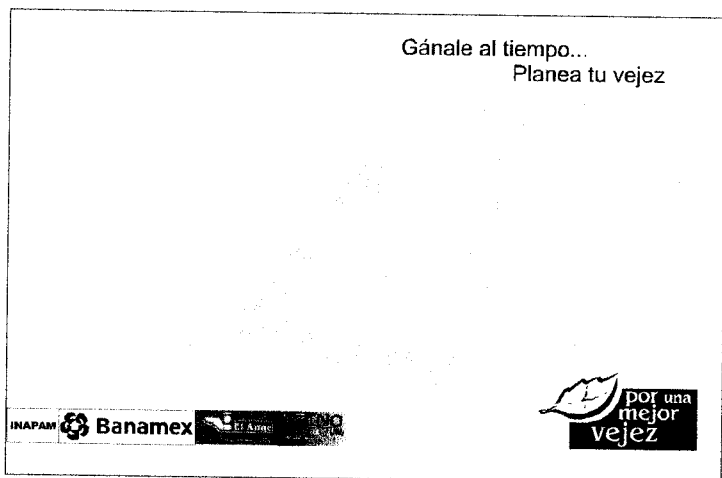 Gánale al tiempo...
Planea tu vejez
INAPAM
Banamex
por una
mejor
vejez